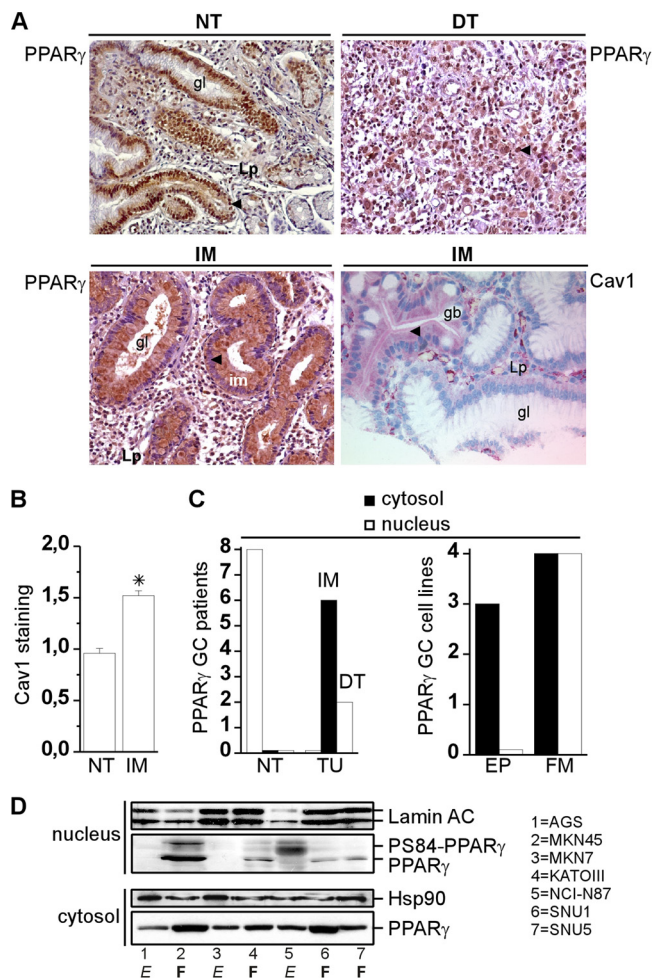 A
NT
DT
PPARγ
PPARγ
gl
Lp
IM
IM
PPARγ
Cav1
gl
im
Lp
gb
Lp
gl
B
C
cytosol
nucleus
Cav1 staining
2,0
1,5
1,0
0,5
0,0
*
NT IM
PPARγ GC patients
8
6
4
2
0
IM
DT
NT TU
PPARγ GC cell lines
4
3
2
1
0
EP FM
D
nucleus
Lamin AC
PS84-PPARγ
PPARγ
cytosol
Hsp90
PPARγ
1 2 3 4 5 6 7
E F E F E F F
1=AGS
2=MKN45
3=MKN7
4=KATOIII
5=NCI-N87
6=SNU1
7=SNU5